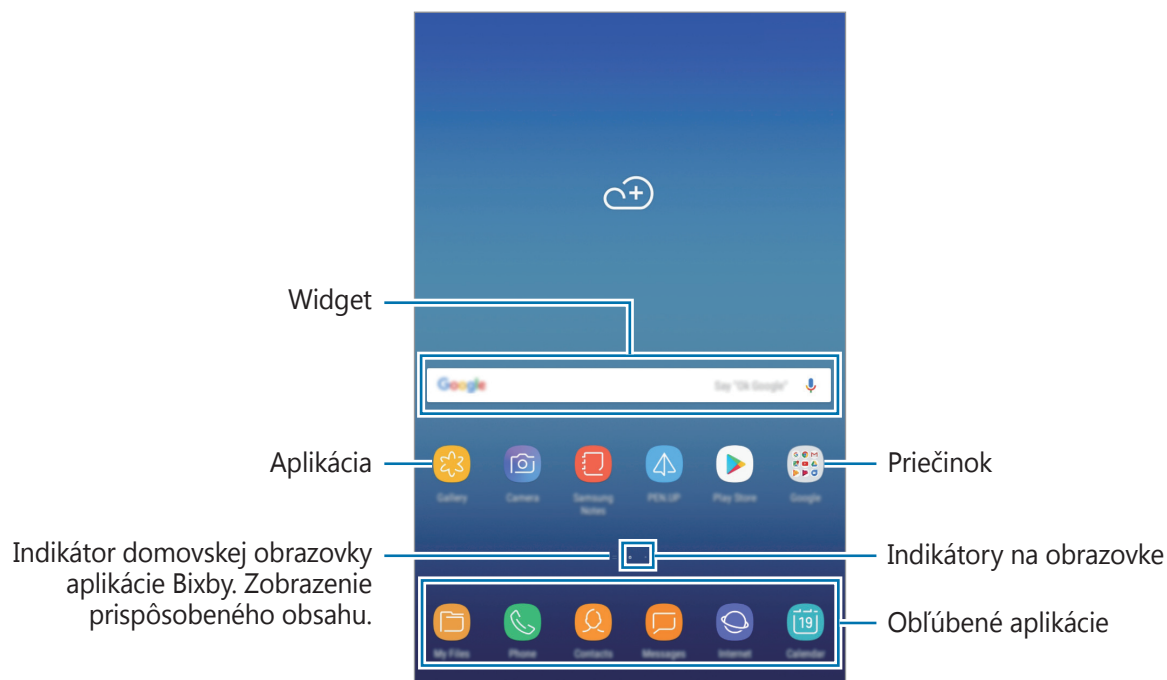 Widget
Google
Say "Ok Google"
Aplikácia
Priečinok
Gallery
Camera
Samsung
Notes
PEN.UP
Play Store
Google
Indikátor domovskej obrazovky
aplikácie Bixby. Zobrazenie
prispôsobeného obsahu.
Indikátory na obrazovke
19
My Files
Phone
Contacts
Messages
Internet
Calendar
Obľúbené aplikácie